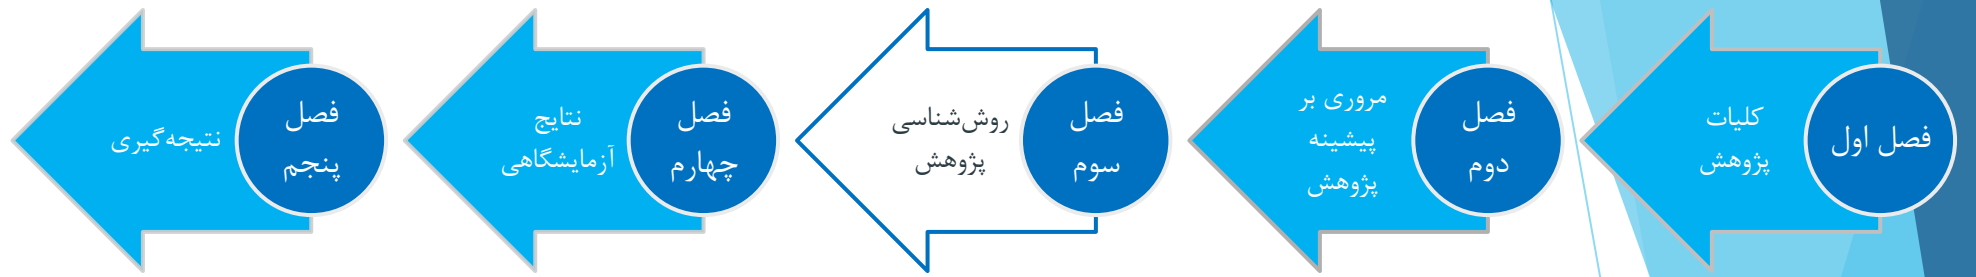 فصل اول
کلیات
پژوهش
فصل
دوم
مروری بر
پیشینه
پژوهش
فصل
سوم
روش‌شناسی
پژوهش
فصل
چهارم
نتایج
آزمایشگاهی
فصل
پنجم
نتیجه‌گیری